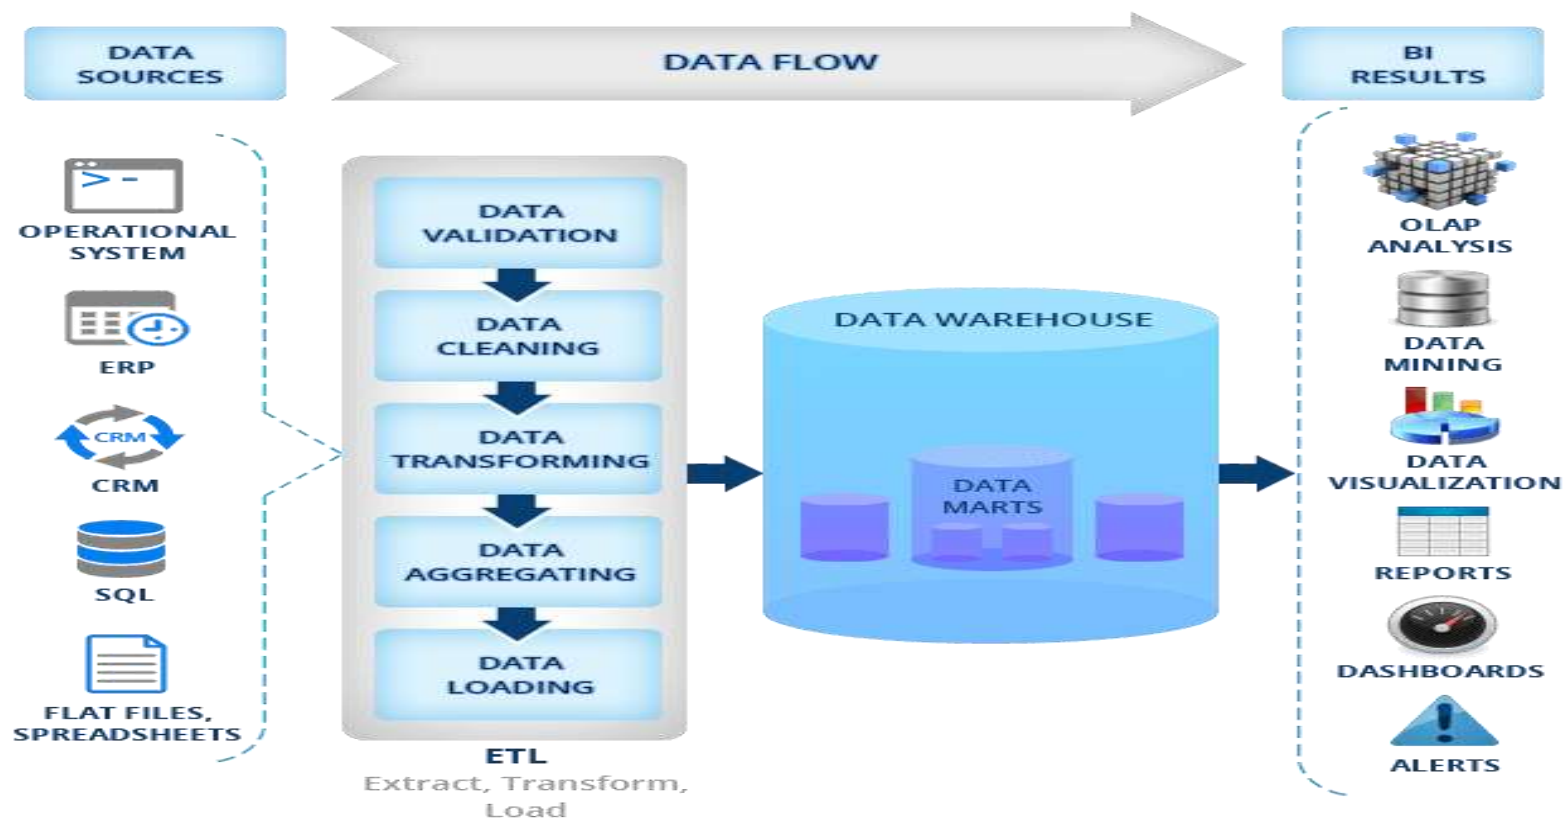 DATA
SOURCES
DATA FLOW
BI
RESULTS
>-
OPERATIONAL
SYSTEM
ERP
CRM
CRM
SQL
FLAT FILES,
SPREADSHEETS
DATA
VALIDATION
DATA
CLEANING
DATA
TRANSFORMING
DATA
AGGREGATING
DATA
LOADING
ETL
Extract, Transform,
Load
DATA WAREHOUSE
DATA
MARTS
OLAP
ANALYSIS
DATA
MINING
DATA
VISUALIZATION
REPORTS
DASHBOARDS
!
ALERTS